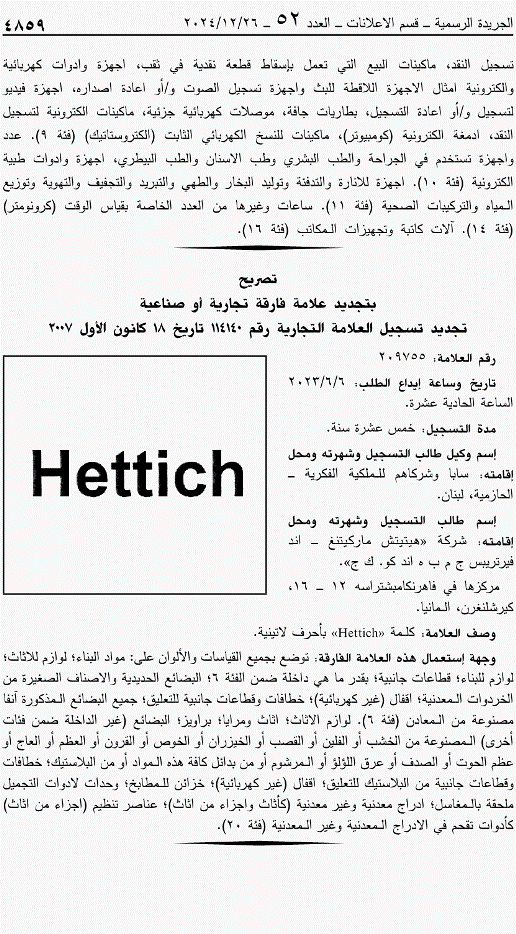 الجريدة الرسمية ـ قسم الاعلانات ـ العدد ٥٢ ـ ٢٠٢٤/١٢/٢٦
٤٨٥٩
تسجيل النقد، ماكينات البيع التي تعمل بإسقاط قطعة نقدية في ثقب، اجهزة وادوات كهربائية
والكترونية امثال الاجهزة اللاقطة للبث واجهزة تسجيل الصوت و/أو اعادة اصداره، اجهزة فيديو
لتسجيل و/أو اعادة التسجيل، بطاريات جافة، موصلات كهربائية جزئية، ماكينات الكترونية لتسجيل
النقد، ادمغة الكترونية (كومبيوتر)، ماكينات للنسخ الكهربائي الثابت (الكتروستاتيك) (فئة ٩). عدد
واجهزة تستخدم في الجراحة والطب البشري وطب الاسنان والطب البيطري، اجهزة وادوات طبية
الكترونية (فئة ١٠). اجهزة للانارة والتدفئة وتوليد البخار والطهي والتبريد والتجفيف والتهوية وتوزيع
المياه والتركيبات الصحية (فئة ١١). ساعات وغيرها من العدد الخاصة بقياس الوقت (كرونومتر)
(فئة ١٤). آلات كاتبة وتجهيزات المكاتب (فئة ١٦).
تصريح
بتجديد علامة فارقة تجارية أو صناعية
تجديد تسجيل العلامة التجارية رقم ١١٤١٤٠ تاريخ ١٨ كانون الأول ٢٠٠٧
رقم العلامة: ٢٠٩٧٥٥
تاريخ وساعة إيداع الطلب: ٢٠٢٣/٦/٦
الساعة الحادية عشرة.
مدة التسجيل: خمس عشرة سنة.
إسم وكيل طالب التسجيل وشهرته ومحل
إقامته: سابا وشركاهم للملكية الفكرية ـ
الحازمية، لبنان.
إسم طالب التسجيل وشهرته ومحل
إقامته: شركة «هيتيتش ماركيتنغ ـ اند
فيرتريبس ج م ب ه اند كو. ك ج».
مركزها في فاهرنكامبشتراسه ١٢ ـ ١٦،
كيرشلنغرن، المانيا.
Hettich
وصف العلامة: كلمة «Hettich» بأحرف لاتينية.
وجهة إستعمال هذه العلامة الفارقة: توضع بجميع القياسات والألوان على: مواد البناء؛ لوازم للاثاث؛
لوازم للبناء؛ قطاعات جانبية؛ بقدر ما هي داخلة ضمن الفئة ٦؛ البضائع الحديدية والاصناف الصغيرة من
الخردوات المعدنية؛ اقفال (غير كهربائية)؛ خطافات وقطاعات جانبية للتعليق؛ جميع البضائع المذكورة آنفا
مصنوعة من المعادن (فئة ٦). لوازم الاثاث؛ اثاث ومرايا؛ براويز؛ البضائع (غير الداخلة ضمن فئات
أخرى) المصنوعة من الخشب أو الفلين أو القصب أو الخيزران أو الخوص أو القرون أو العظم أو العاج أو
عظم الحوت أو الصدف أو عرق اللؤلؤ أو المرشوم أو من بدائل كافة هذه المواد أو من البلاستيك؛ خطافات
وقطاعات جانبية من البلاستيك للتعليق؛ اقفال (غير كهربائية)؛ خزائن للمطابخ؛ وحدات لادوات التجميل
ملحقة بالمغاسل؛ ادراج معدنية وغير معدنية (كأثاث واجزاء من اثاث)؛ عناصر تنظيم (اجزاء من اثاث)
كأدوات تقحم في الادراج المعدنية وغير المعدنية (فئة ٢٠).